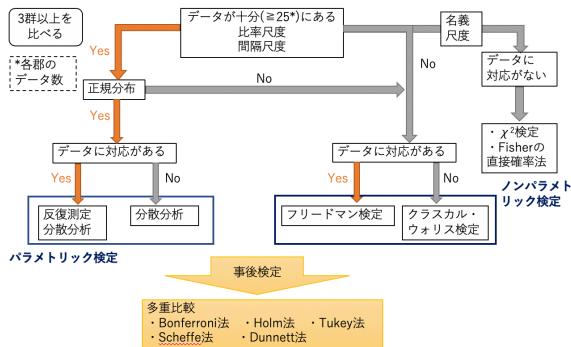 3群以上を
比べる
*各郡の
データ数
データが十分(≧25*)にある
比率尺度
間隔尺度
名義
尺度
Yes
No
データに
対応がない
正規分布
No
Yes
・χ²検定
・Fisherの
直接確率法
データに対応がある
データに対応がある
Yes
No
Yes
No
ノンパラメト
リック検定
反復測定
分散分析
分散分析
フリードマン検定
クラスカル・
ウォリス検定
パラメトリック検定
事後検定
多重比較
・Bonferroni法 ・Holm法 ・Tukey法
・Scheffe法 ・Dunnett法